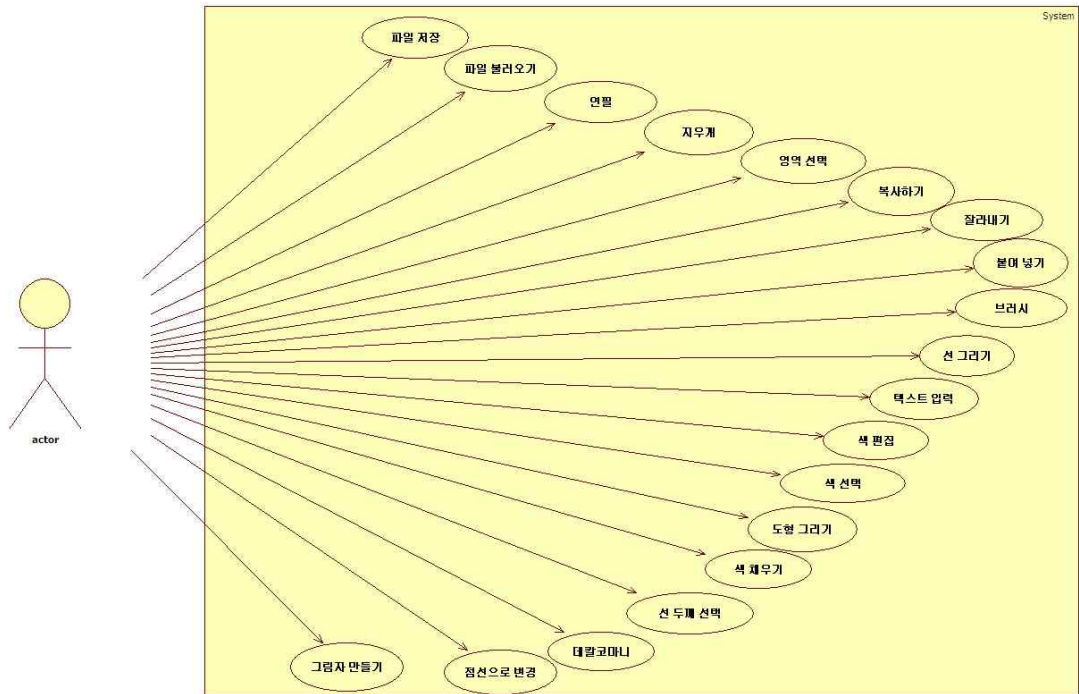 System
파일 저장
파일 불러오기
연필
지우개
영역 선택
복사하기
잘라내기
붙여 넣기
브러시
선 그리기
텍스트 입력
색 편집
색 선택
도형 그리기
색 채우기
선 두께 선택
데칼코마니
점선으로 변경
그림자 만들기
actor